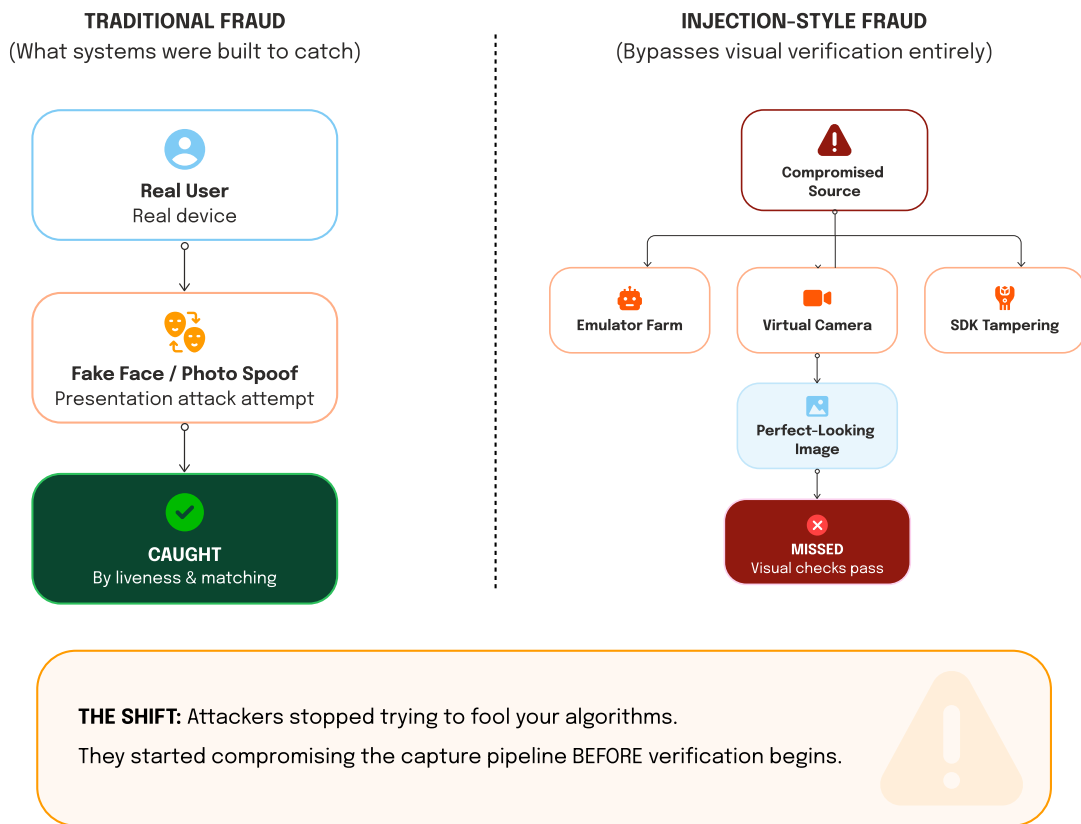 TRADITIONAL FRAUD
(What systems were built to catch)
Real User
Real device
Fake Face / Photo Spoof
Presentation attack attempt
CAUGHT
By liveness & matching
INJECTION-STYLE FRAUD
(Bypasses visual verification entirely)
Compromised
Source
Emulator Farm
Virtual Camera
SDK Tampering
Perfect-Looking
Image
MISSED
Visual checks pass
THE SHIFT: Attackers stopped trying to fool your algorithms.
They started compromising the capture pipeline BEFORE verification begins.